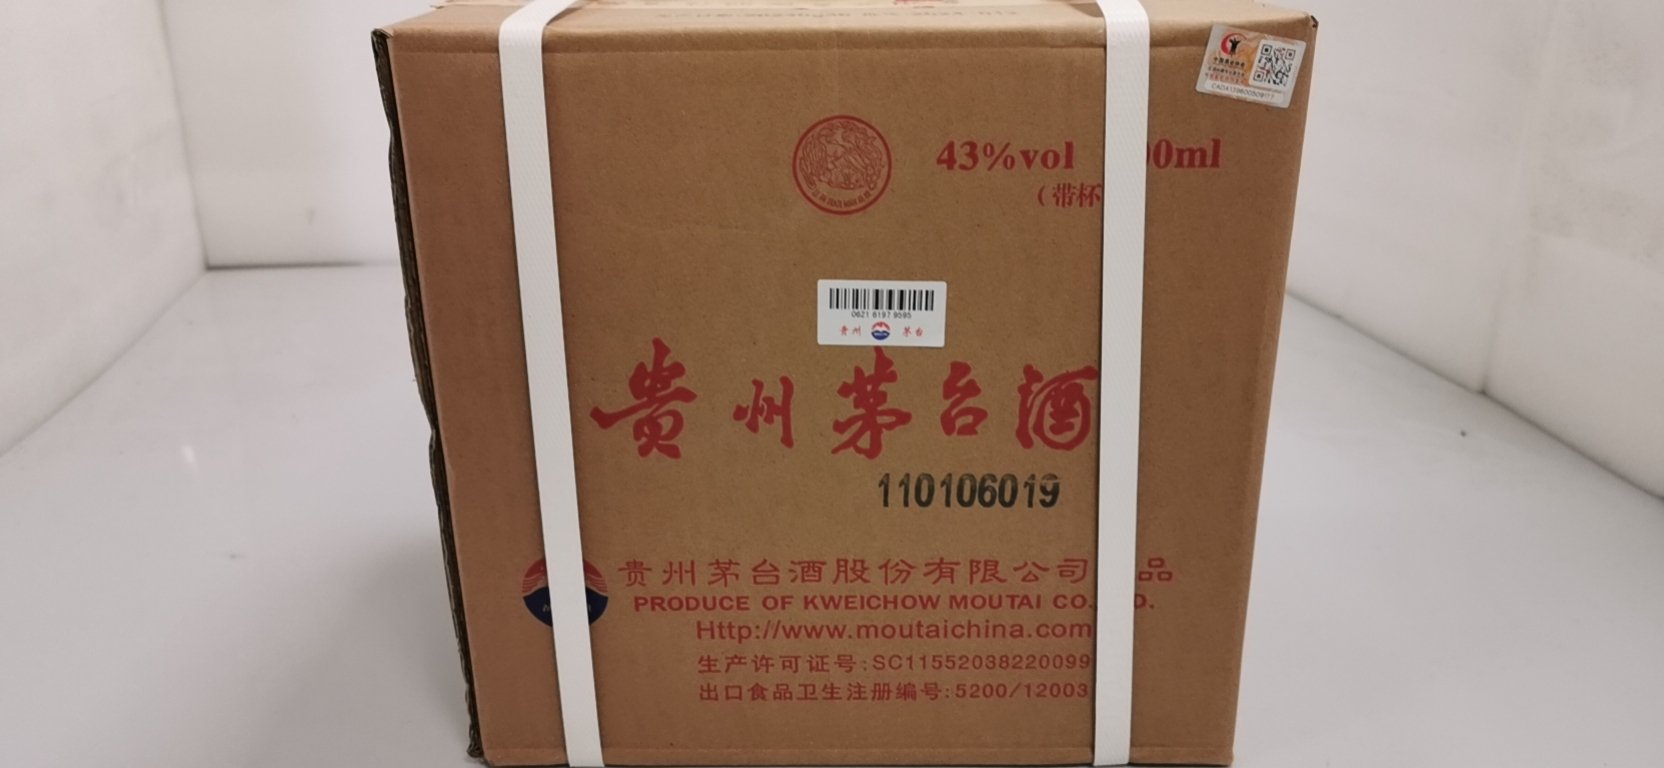 43%vol 0ml
(带杯
0621 6197 9595
贵州 茅台
贵州茅台酒
110106019
贵州茅台酒股份有限公司 品
PRODUCE OF KWEICHOW MOUTAI CO. D.
Http://www.moutaichina.com
生产许可证号:SC11552038220099
出口食品卫生注册编号:5200/12003